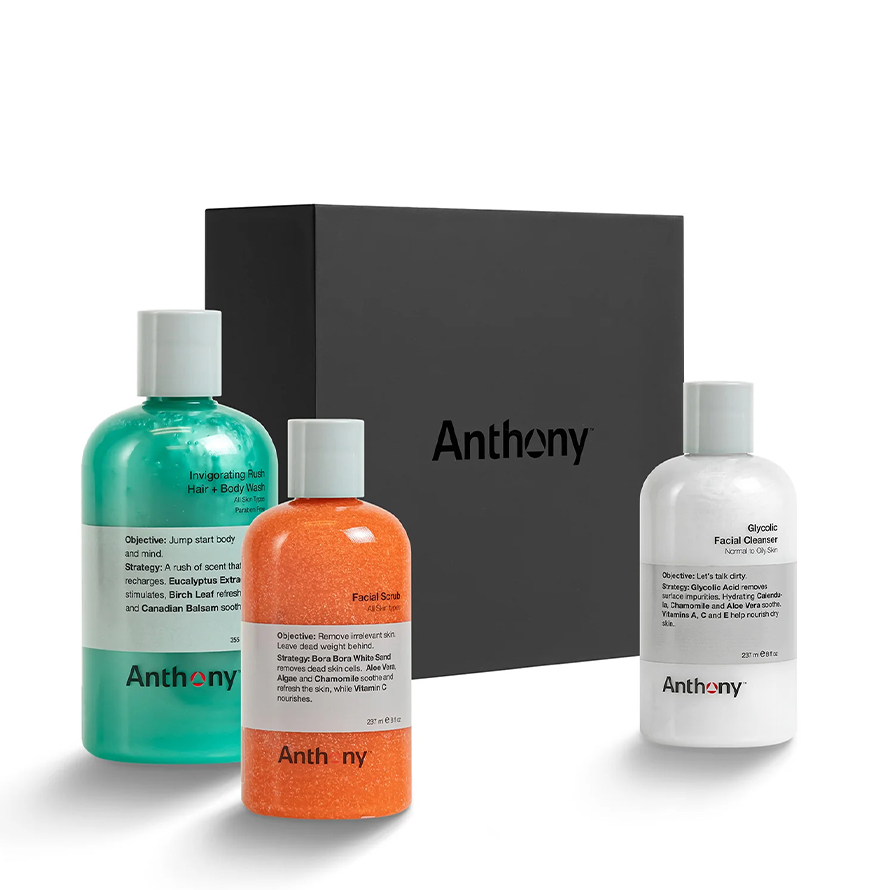 Anthony™
Invigorating Rush
Hair + Body Wash
All Skin Types
Paraben Free
Objective: Jump start body
and mind.
Strategy: A rush of scent that
recharges. Eucalyptus Extra
stimulates, Birch Leaf refresh
and Canadian Balsam sooth
355
Anthony™
Facial Scrub
All Skin Types
Objective: Remove irrelevant skin.
Leave dead weight behind.
Strategy: Bora Bora White Sand
removes dead skin cells. Aloe Vera,
Algae and Chamomile soothe and
refresh the skin, while Vitamin C
nourishes.
237 ml ℮ 8 fl oz
Anthony
Glycolic
Facial Cleanser
Normal to Oily Skin
Objective: Let's talk dirty.
Strategy: Glycolic Acid removes
surface impurities. Hydrating Calendu-
la, Chamomile and Aloe Vera soothe.
Vitamins A, C and E help nourish dry
skin.
237 ml ℮ 8 fl oz
Anthony™